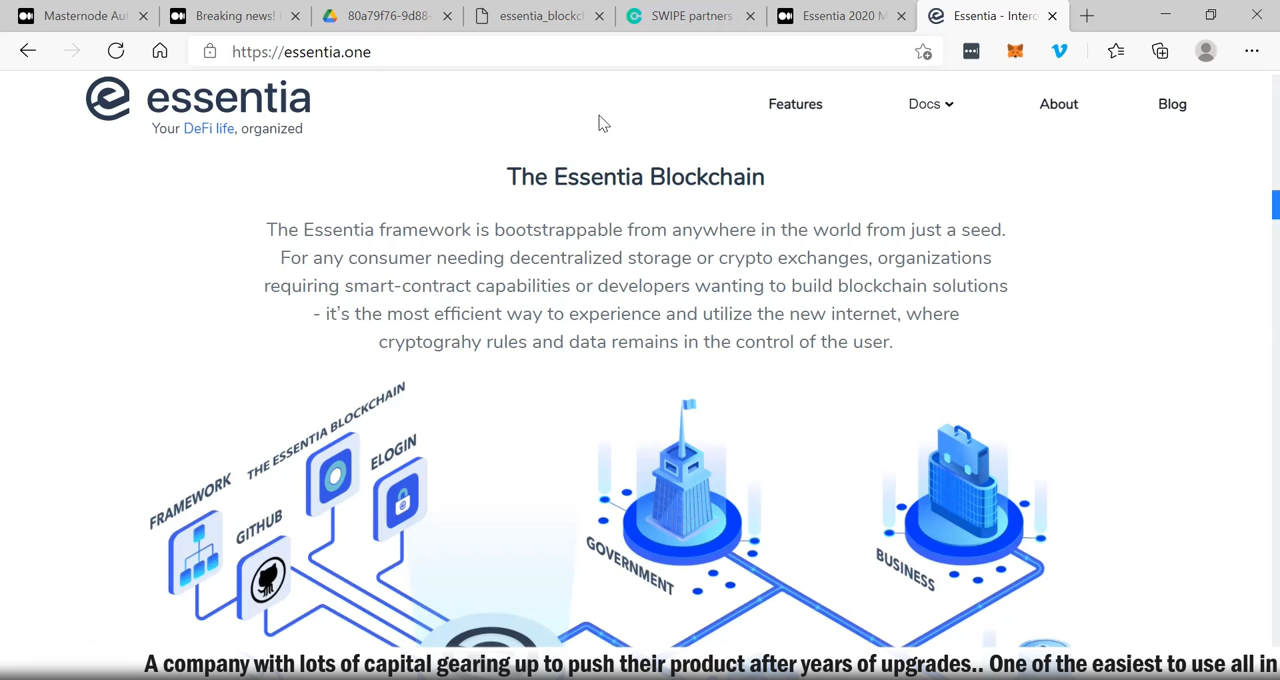 Masternode Aut
Breaking news! I
80a79f76-9d88-
essentia_blockc
SWIPE partners
Essentia 2020 M
Essentia - Intero
https://essentia.one
essentia
Your DeFi life, organized
Features
Docs
About
Blog
The Essentia Blockchain
The Essentia framework is bootstrappable from anywhere in the world from just a seed.
For any consumer needing decentralized storage or crypto exchanges, organizations
requiring smart-contract capabilities or developers wanting to build blockchain solutions
- it's the most efficient way to experience and utilize the new internet, where
cryptograhy rules and data remains in the control of the user.
THE ESSENTIA BLOCKCHAIN
ELOGIN
FRAMEWORK
GITHUB
GOVERNMENT
BUSINESS
A company with lots of capital gearing up to push their product after years of upgrades.. One of the easiest to use all in